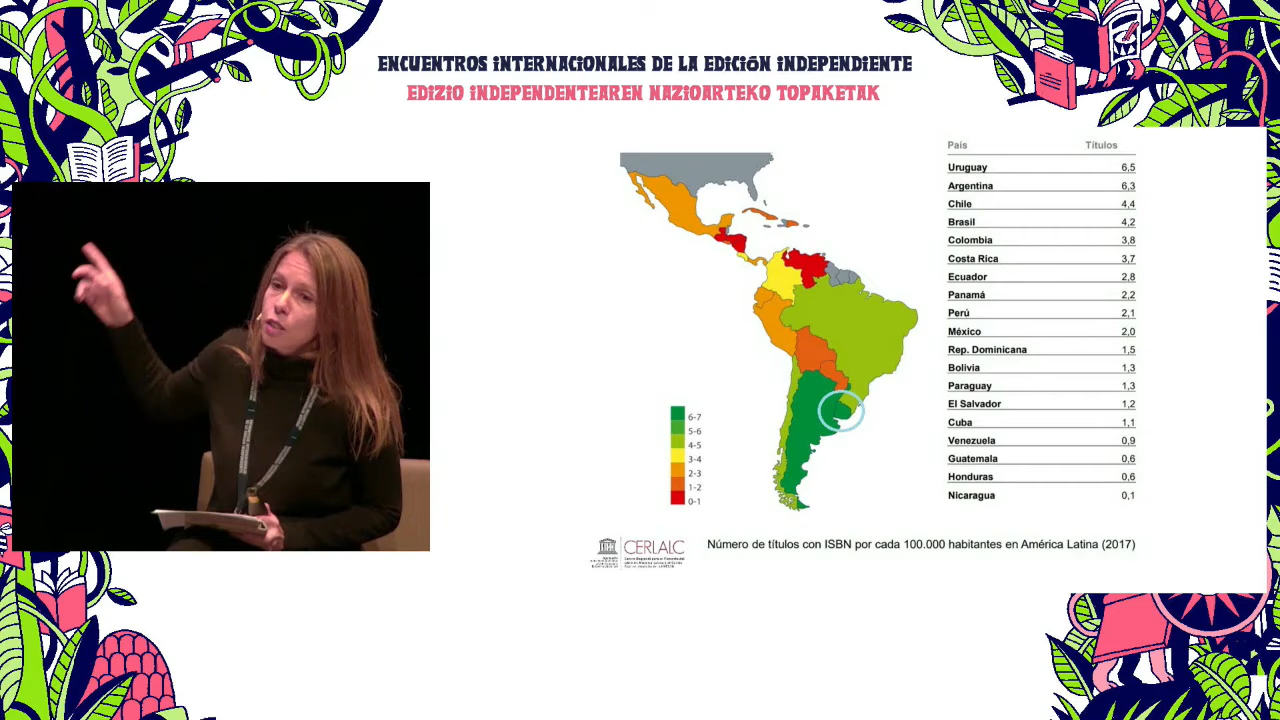 ENCUENTROS INTERNACIONALES DE LA EDICIÓN INDEPENDIENTE
EDIZIO INDEPENDENTEAREN NAZIOARTEKO TOPAKETAK
País Títulos
Uruguay 6,5
Argentina 6,3
Chile 4,4
Brasil 4,2
Colombia 3,8
Costa Rica 3,7
Ecuador 2,8
Panamá 2,2
Perú 2,1
México 2,0
Rep. Dominicana 1,5
Bolivia 1,3
Paraguay 1,3
El Salvador 1,2
Cuba 1,1
Venezuela 0,9
Guatemala 0,6
Honduras 0,6
Nicaragua 0,1
6-7
5-6
4-5
3-4
2-3
1-2
0-1
CERLALC
Número de títulos con ISBN por cada 100.000 habitantes en América Latina (2017)